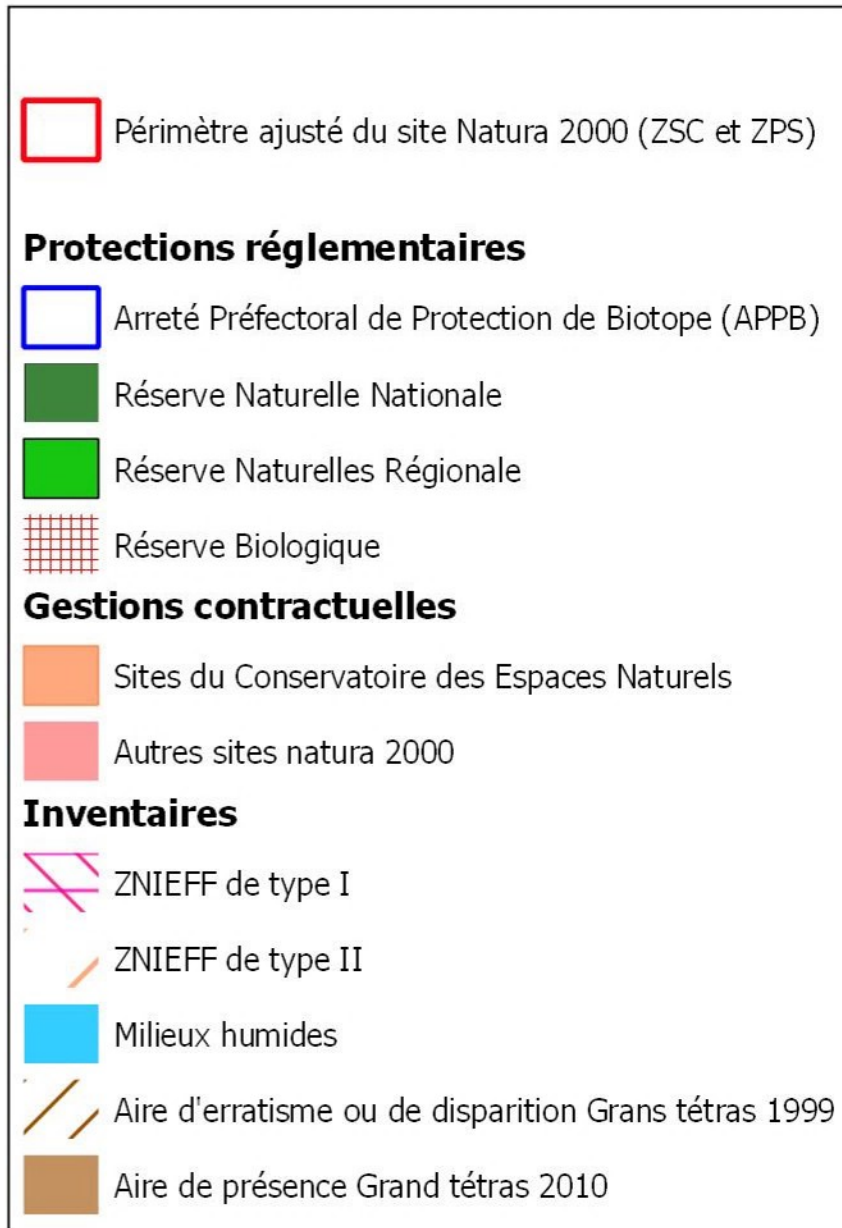 Périmètre ajusté du site Natura 2000 (ZSC et ZPS)
Protections réglementaires
Arreté Préfectoral de Protection de Biotope (APPB)
Réserve Naturelle Nationale
Réserve Naturelles Régionale
Réserve Biologique
Gestions contractuelles
Sites du Conservatoire des Espaces Naturels
Autres sites natura 2000
Inventaires
ZNIEFF de type I
ZNIEFF de type II
Milieux humides
Aire d'erratisme ou de disparition Grans tétras 1999
Aire de présence Grand tétras 2010